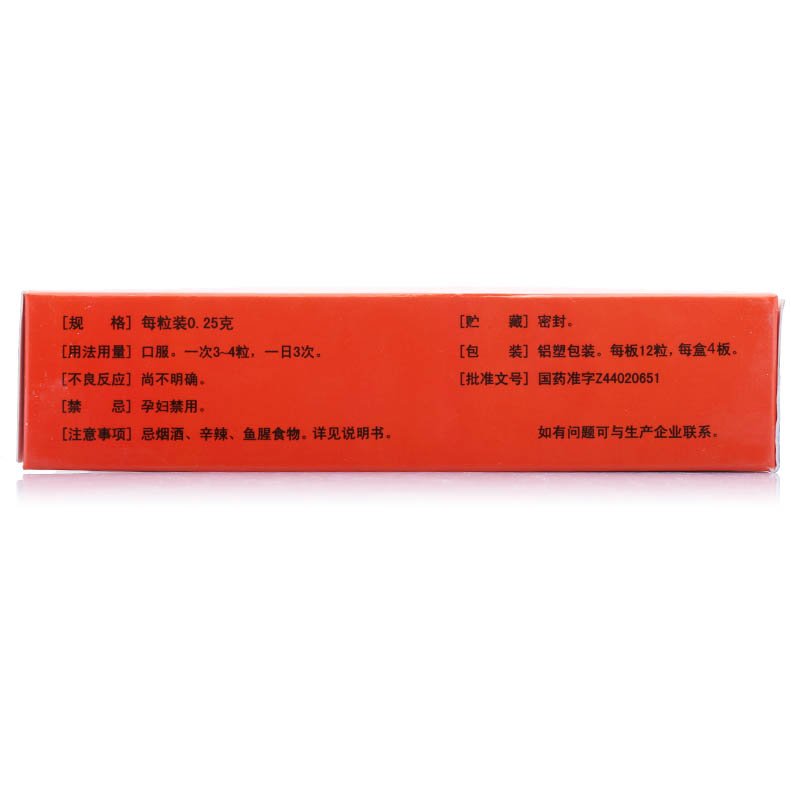 [规 格] 每粒装0.25克
[用法用量] 口服。一次3~4粒，一日3次。
[不良反应] 尚不明确。
[禁 忌] 孕妇禁用。
[注意事项] 忌烟酒、辛辣、鱼腥食物。详见说明书。
[贮 藏] 密封。
[包 装] 铝塑包装。每板12粒，每盒4板。
[批准文号] 国药准字Z44020651
如有问题可与生产企业联系。